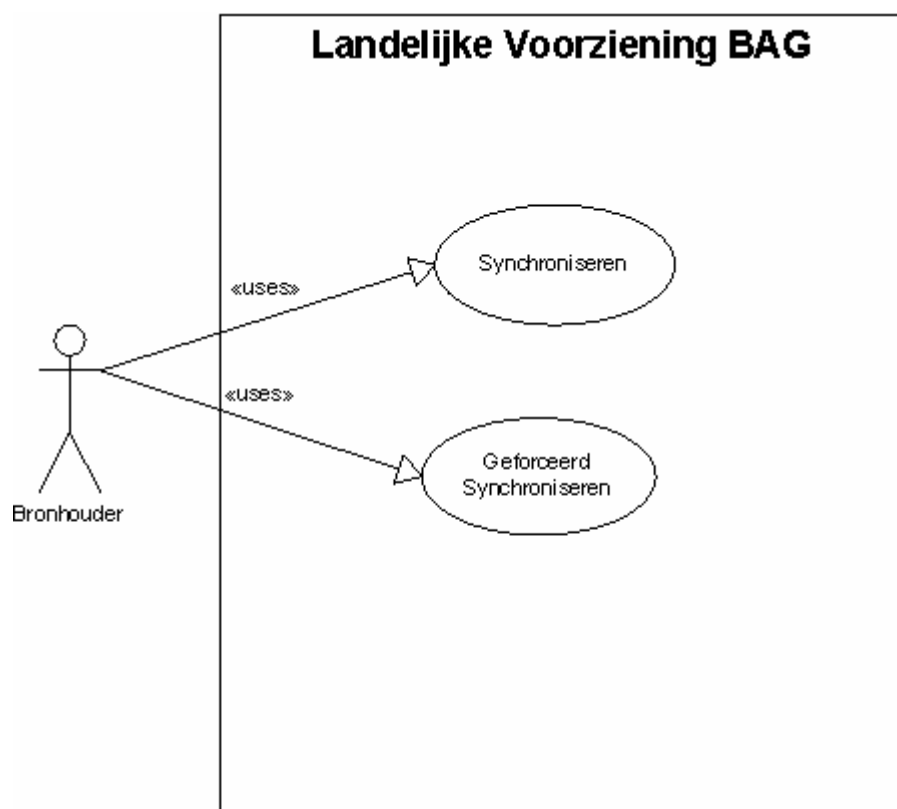 Landelijke Voorziening BAG
Synchroniseren
«uses»
«uses»
Geforceerd
Synchroniseren
Bronhouder